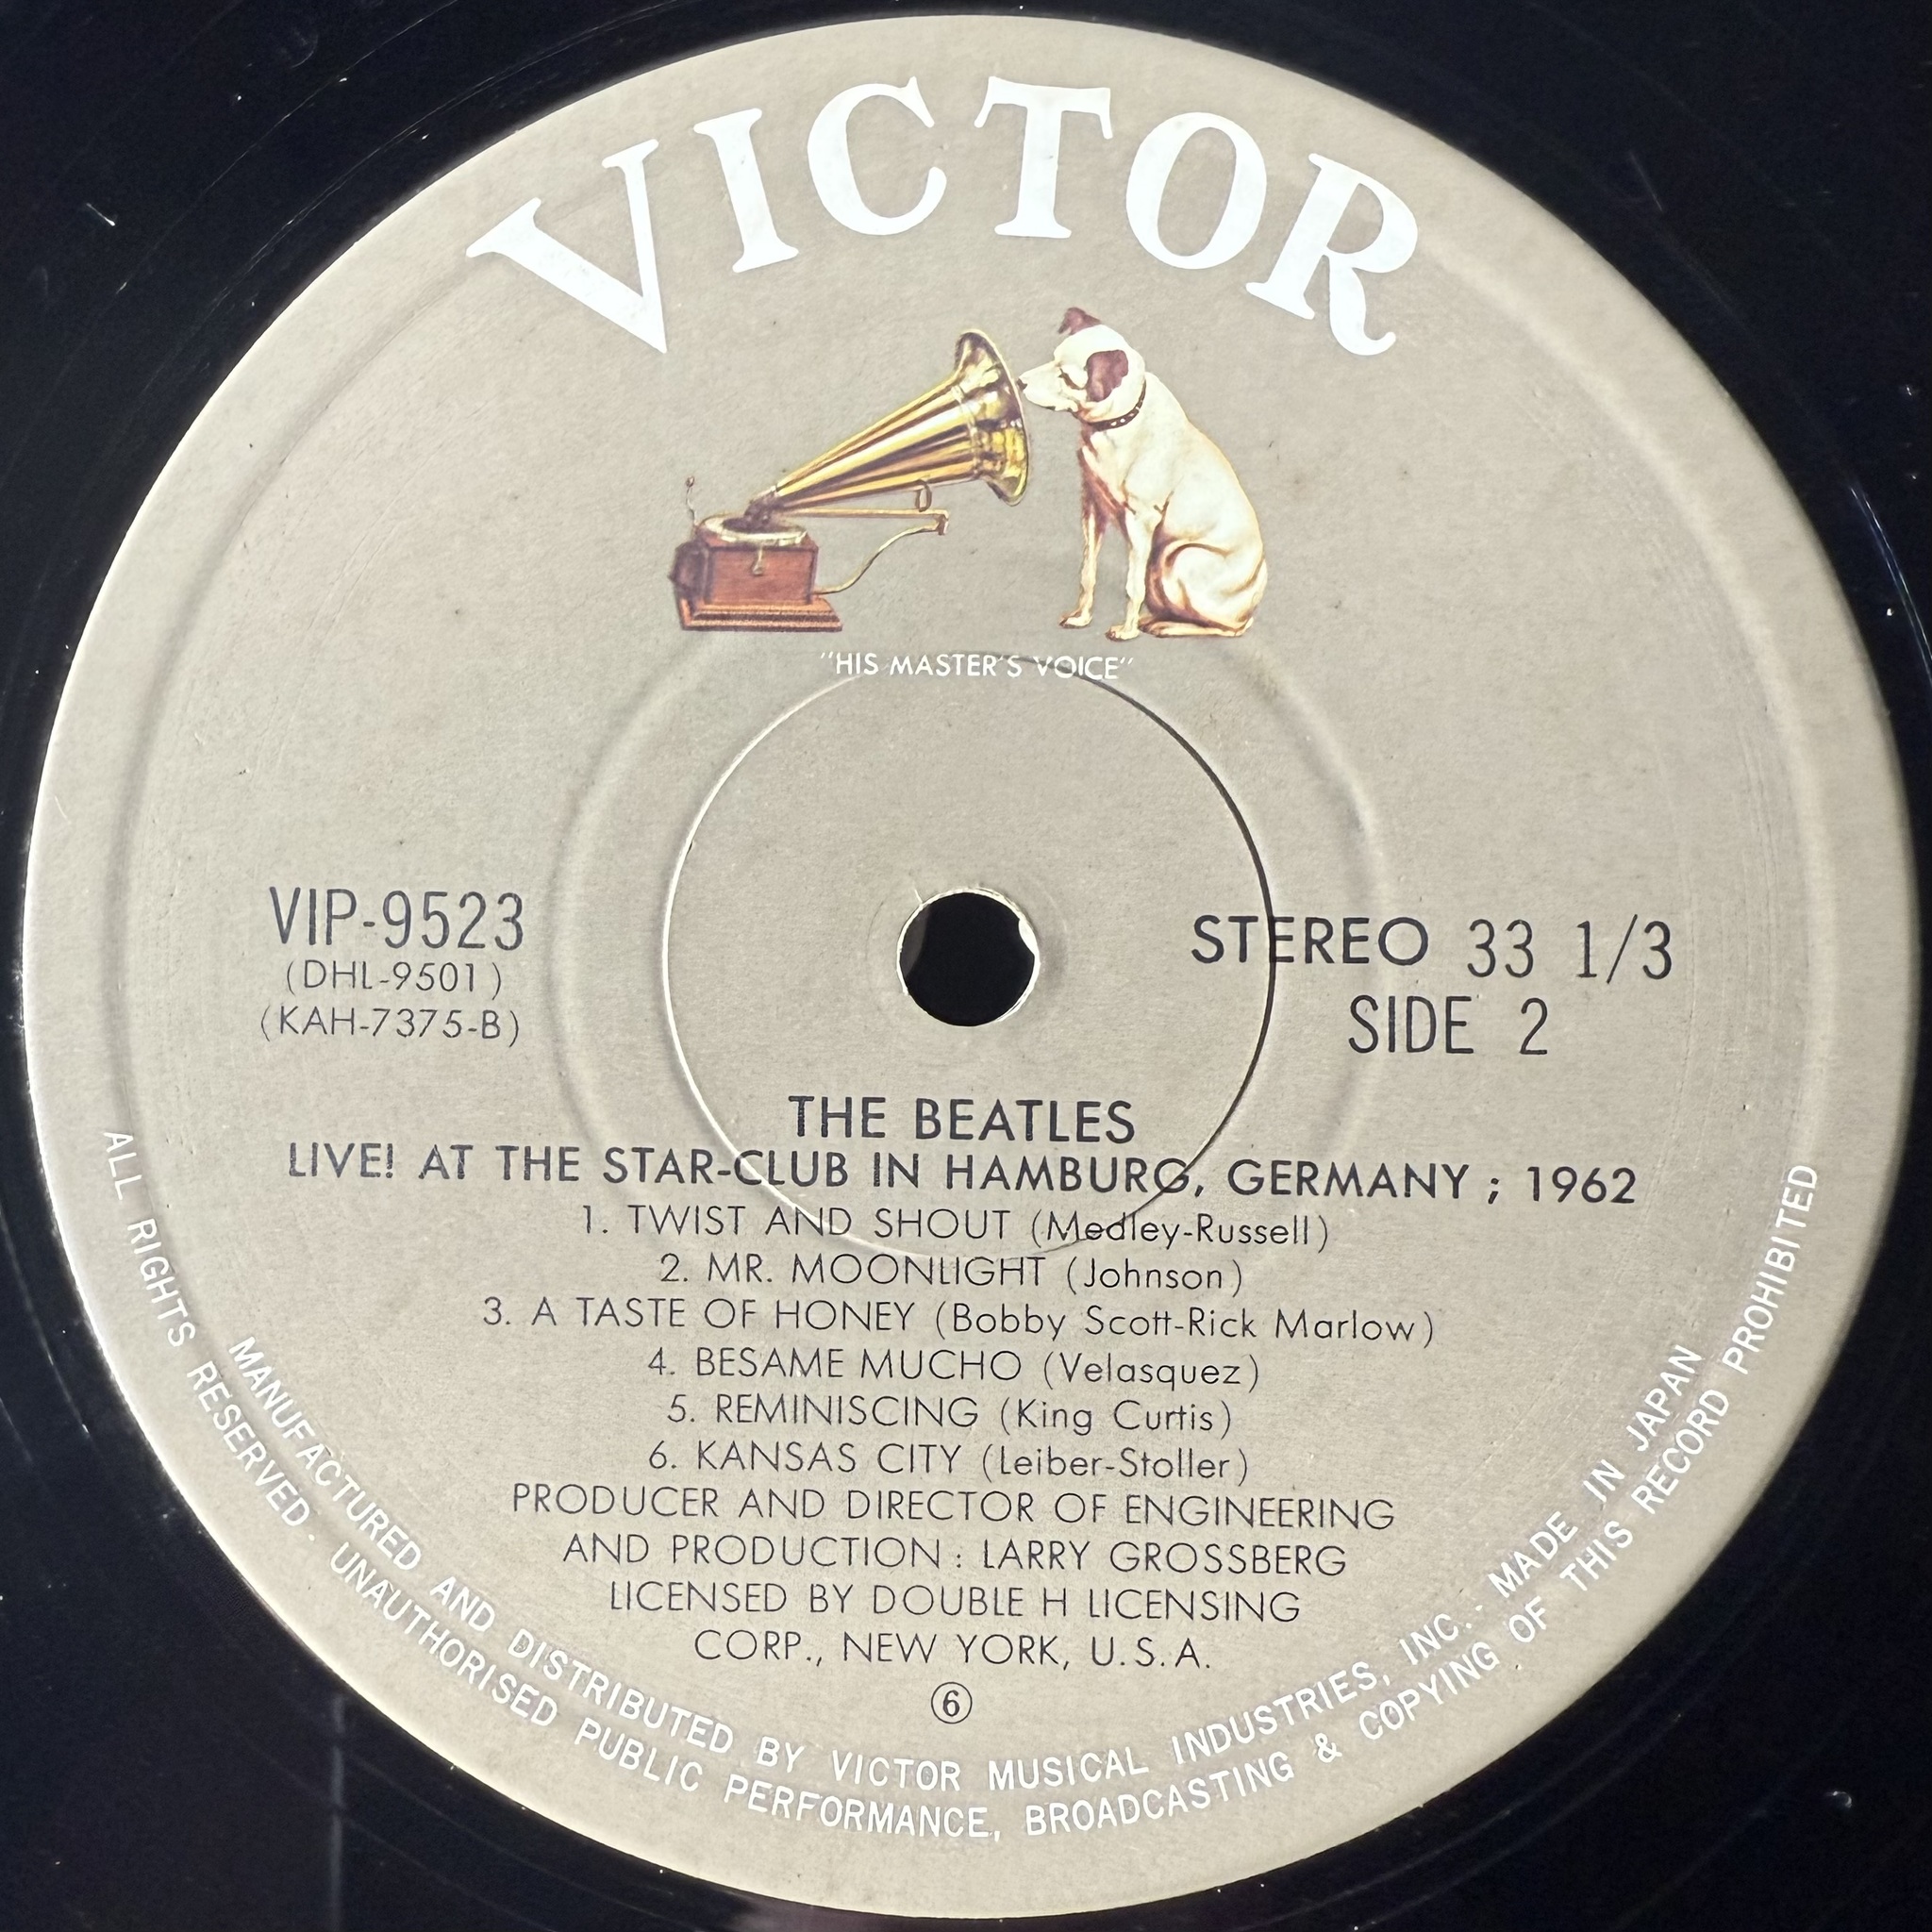 VICTOR
"HIS MASTER'S VOICE"
VIP-9523
(DHL-9501)
(KAH-7375-B)
STEREO 33 1/3
SIDE 2
THE BEATLES
LIVE! AT THE STAR-CLUB IN HAMBURG, GERMANY ; 1962
1. TWIST AND SHOUT (Medley-Russell)
2. MR. MOONLIGHT (Johnson)
3. A TASTE OF HONEY (Bobby Scott-Rick Marlow)
4. BESAME MUCHO (Velasquez)
5. REMINISCING (King Curtis)
6. KANSAS CITY (Leiber-Stoller)
PRODUCER AND DIRECTOR OF ENGINEERING
AND PRODUCTION : LARRY GROSSBERG
LICENSED BY DOUBLE H LICENSING
CORP., NEW YORK, U.S.A.
⑥
MANUFACTURED AND DISTRIBUTED BY VICTOR MUSICAL INDUSTRIES, INC. · MADE IN JAPAN
ALL RIGHTS RESERVED · UNAUTHORISED PUBLIC PERFORMANCE, BROADCASTING & COPYING OF THIS RECORD PROHIBITED